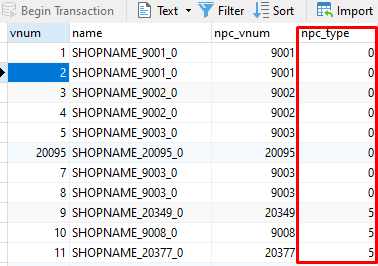 Begin Transaction Text Filter Sort Import
vnum name npc_vnum npc_type
1 SHOPNAME_9001_0 9001 0
2 SHOPNAME_9001_0 9001 0
3 SHOPNAME_9002_0 9002 0
4 SHOPNAME_9002_0 9002 0
5 SHOPNAME_9003_0 9003 0
20095 SHOPNAME_20095_0 20095 0
7 SHOPNAME_9003_0 9003 0
8 SHOPNAME_9003_0 9003 0
9 SHOPNAME_20349_0 20349 5
10 SHOPNAME_9008_0 9008 5
11 SHOPNAME_20377_0 20377 5